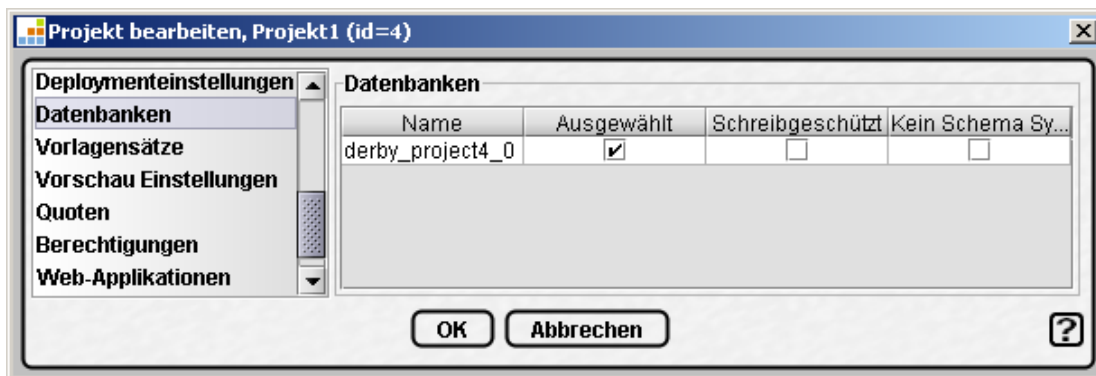 Projekt bearbeiten, Projekt1 (id=4)
Deploymenteinstellungen
Datenbanken
Vorlagensätze
Vorschau Einstellungen
Quoten
Berechtigungen
Web-Applikationen
Datenbanken
Name Ausgewählt Schreibgeschützt Kein Schema Sy...
derby_project4_0
OK Abbrechen ?